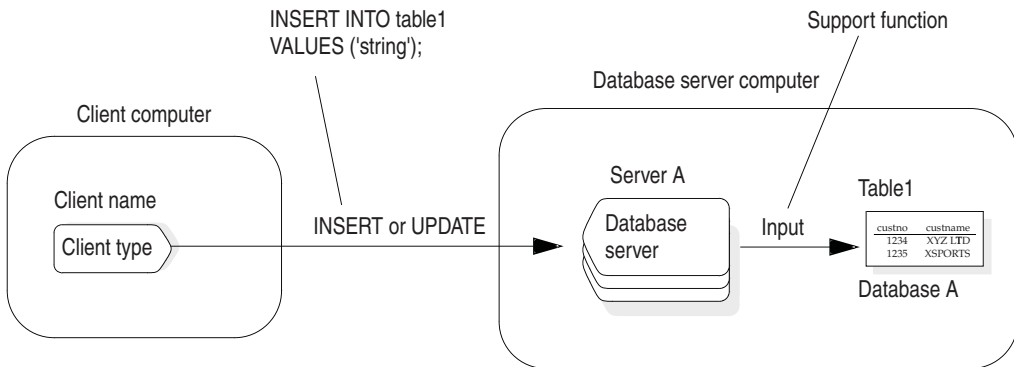 INSERT INTO table1
VALUES ('string');
Support function
Database server computer
Client computer
Server A
Table1
Client name
Client type
INSERT or UPDATE
Database
server
Input
custno custname
1234 XYZ LTD
1235 XSPORTS
Database A